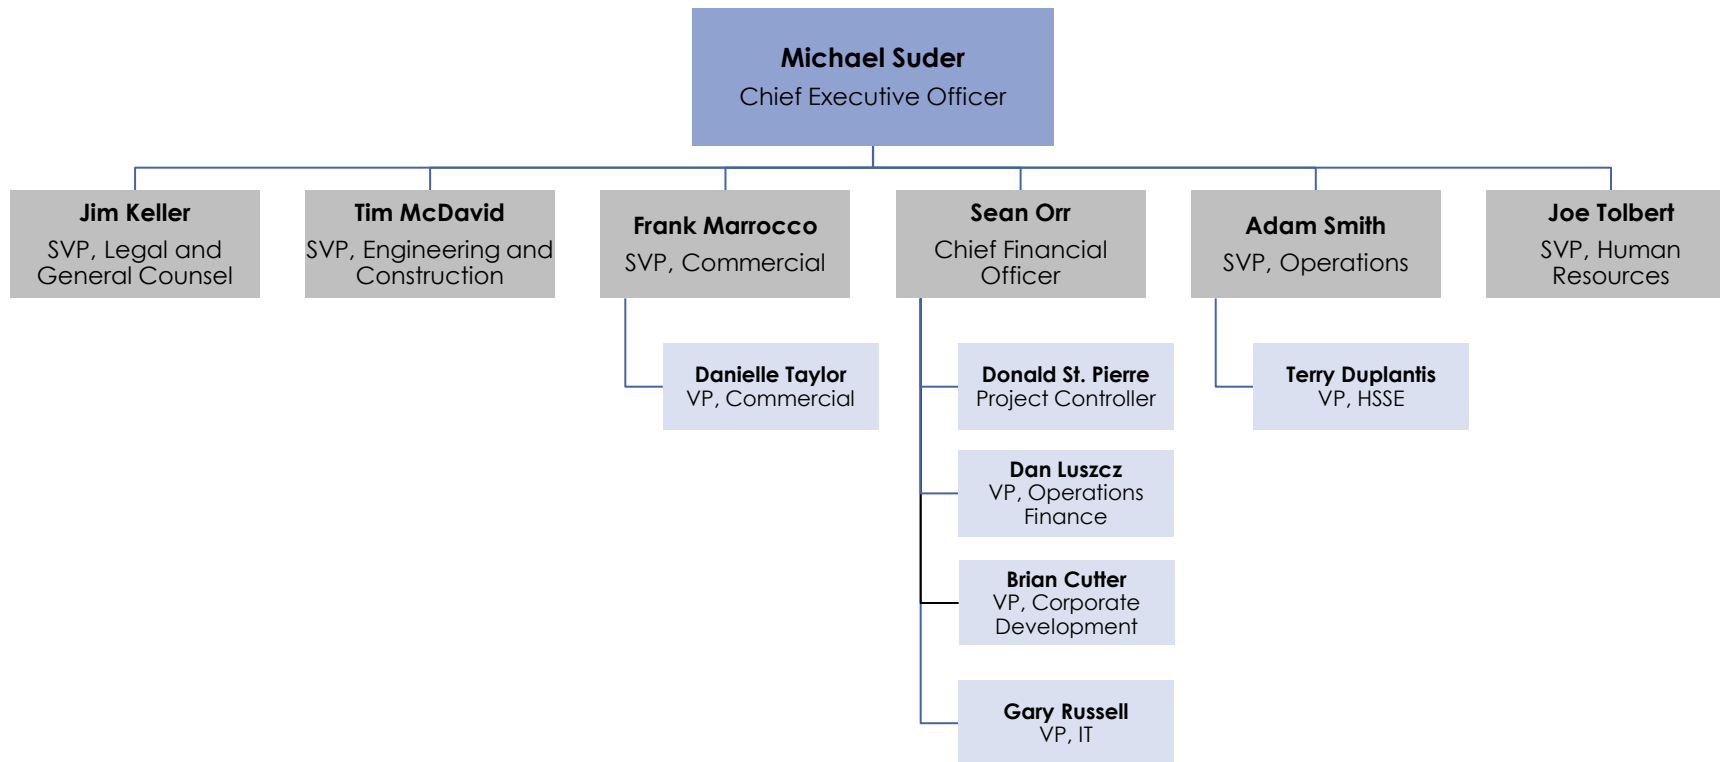 Michael Suder
Chief Executive Officer
Jim Keller
SVP, Legal and
General Counsel
Tim McDavid
SVP, Engineering and
Construction
Frank Marrocco
SVP, Commercial
Sean Orr
Chief Financial
Officer
Adam Smith
SVP, Operations
Joe Tolbert
SVP, Human
Resources
Danielle Taylor
VP, Commercial
Donald St. Pierre
Project Controller
Terry Duplantis
VP, HSSE
Dan Luszcz
VP, Operations
Finance
Brian Cutter
VP, Corporate
Development
Gary Russell
VP, IT